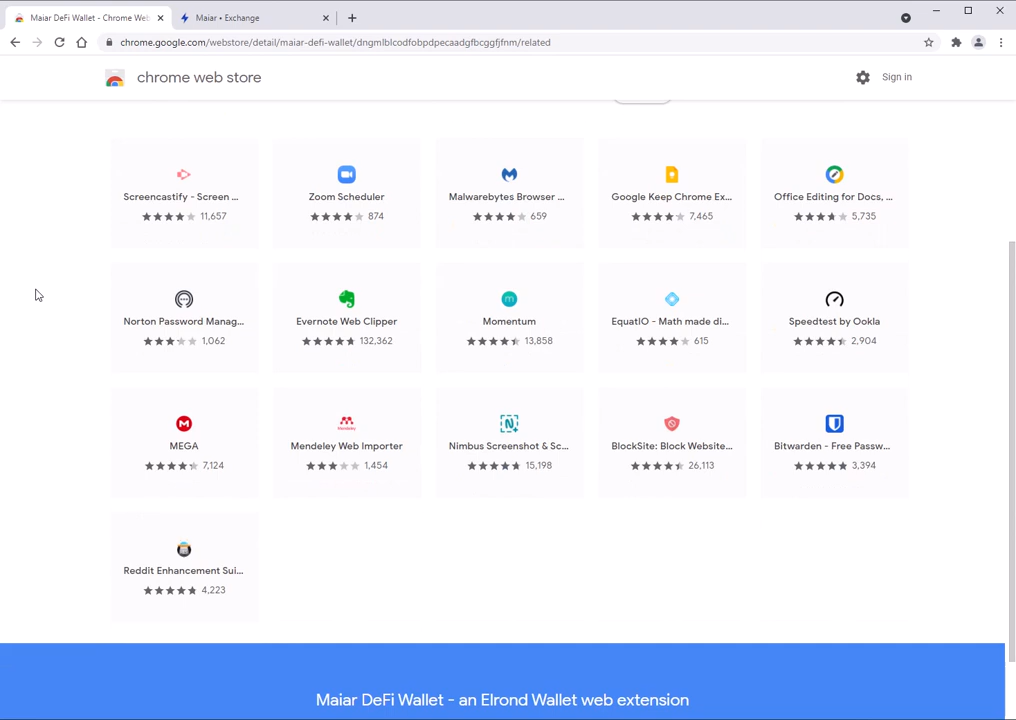 Maiar DeFi Wallet - Chrome Web
Maiar • Exchange
chrome.google.com/webstore/detail/maiar-defi-wallet/dngmlblcodfobpdpecaadgfbcggfjfnm/related
chrome web store
Sign in
Screencastify - Screen ...
11,657
Zoom Scheduler
874
Malwarebytes Browser ...
659
Google Keep Chrome Ex...
7,465
Office Editing for Docs, ...
5,735
Norton Password Manag...
1,062
Evernote Web Clipper
132,362
Momentum
13,858
EquatIO - Math made di...
615
Speedtest by Ookla
2,904
MEGA
7,124
Mendeley Web Importer
1,454
Nimbus Screenshot & Sc...
15,198
BlockSite: Block Website...
26,113
Bitwarden - Free Passw...
3,394
Reddit Enhancement Sui...
4,223
Maiar DeFi Wallet - an Elrond Wallet web extension